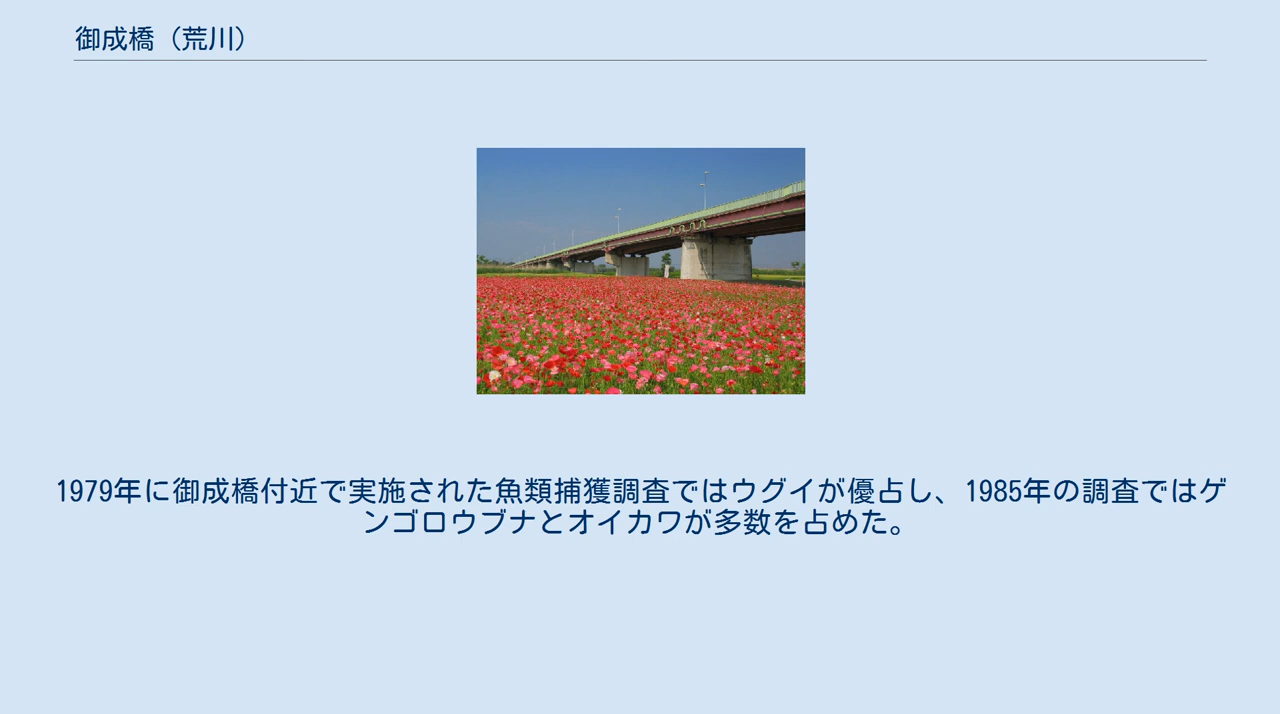 御成橋（荒川）
1979年に御成橋付近で実施された魚類捕獲調査ではウグイが優占し、1985年の調査ではゲ
ンゴロウブナとオイカワが多数を占めた。